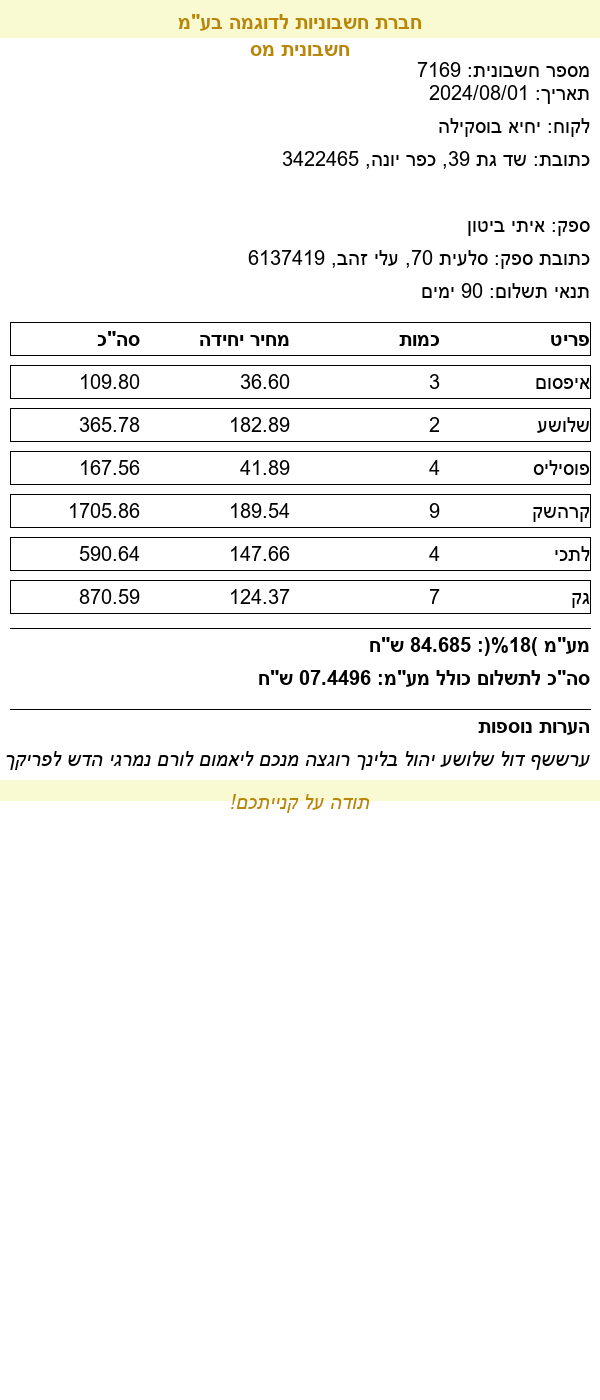 חברת חשבוניות לדוגמה בע"מ
חשבונית מס
מספר חשבונית: 7169
תאריך: 2024/08/01
לקוח: יחיא בוסקילה
כתובת: שד גת 39, כפר יונה, 3422465
ספק: איתי ביטון
כתובת ספק: סלעית 70, עלי זהב, 6137419
תנאי תשלום: 90 ימים
פריט כמות מחיר יחידה סה"כ
איפסום 3 36.60 109.80
שלושע 2 182.89 365.78
פוסיליס 4 41.89 167.56
קרהשק 9 189.54 1705.86
לתכי 4 147.66 590.64
גק 7 124.37 870.59
מע"מ )18%(: 84.685 ש"ח
סה"כ לתשלום כולל מע"מ: 07.4496 ש"ח
הערות נוספות
ערששף דול שלושע יהול בלינך רוגצה מנכם ליאמום לורם נמרגי הדש לפריקך
תודה על קנייתכם!